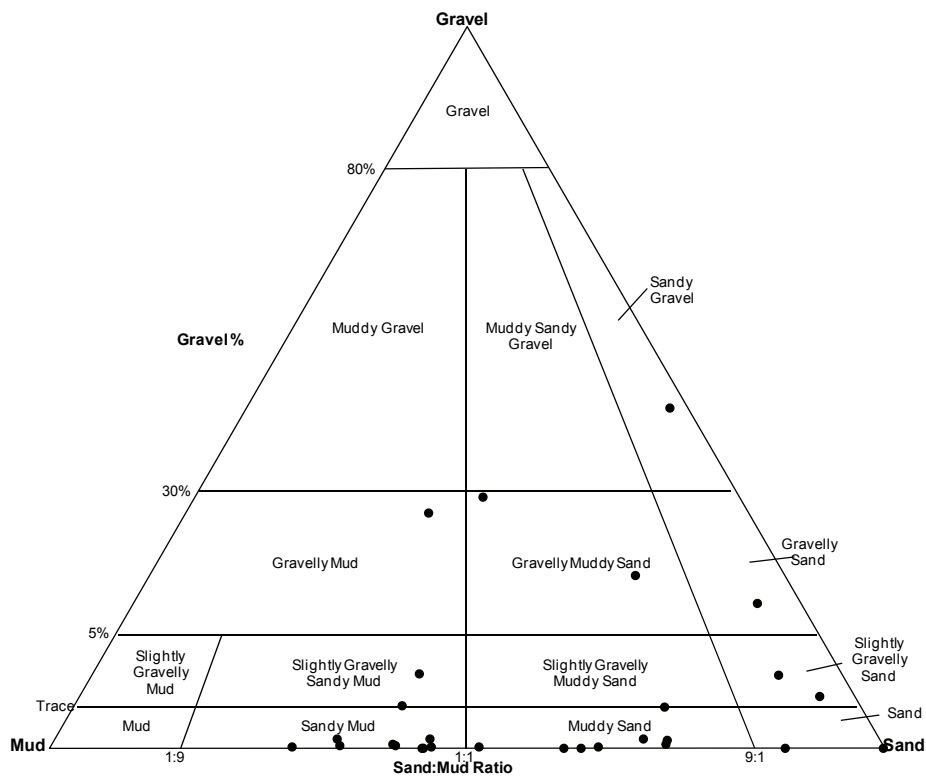 Gravel
Gravel
80%
Sandy
Gravel
Muddy Gravel
Muddy Sandy
Gravel
Gravel%
30%
Gravelly
Sand
Gravelly Mud
Gravelly Muddy Sand
5%
Slightly
Gravelly
Mud
Slightly Gravelly
Sandy Mud
Slightly Gravelly
Muddy Sand
Slightly
Gravelly
Sand
Trace
Mud
Sandy Mud
Muddy Sand
Sand
Mud
Sand
1:9
1:1
9:1
Sand:Mud Ratio